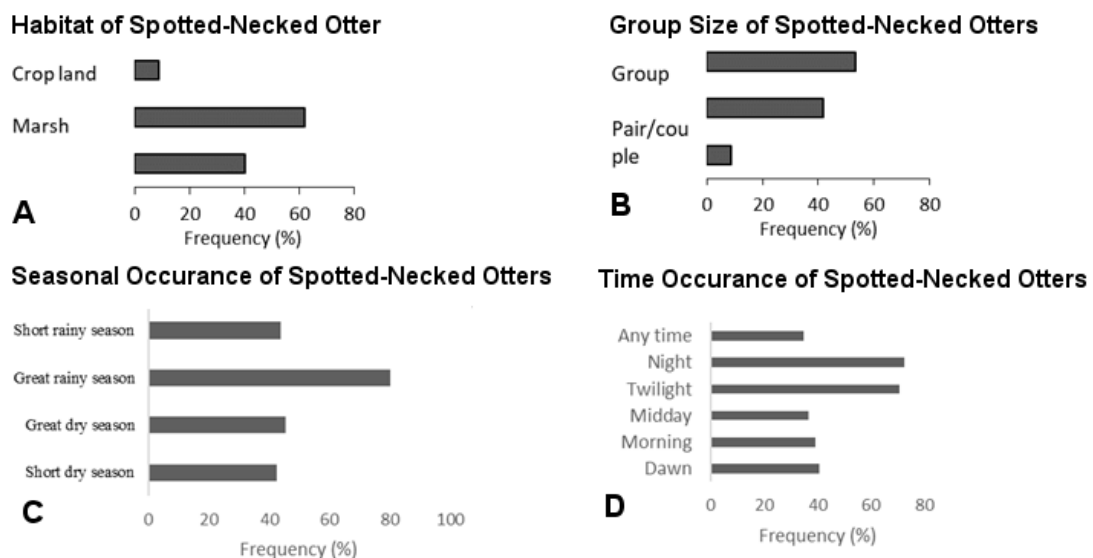 Habitat of Spotted-Necked Otter
Crop land
Marsh
0 20 40 60 80
Frequency (%)
A
Group Size of Spotted-Necked Otters
Group
Pair/cou
ple
0 20 40 60 80
Frequency (%)
B
Seasonal Occurance of Spotted-Necked Otters
Short rainy season
Great rainy season
Great dry season
Short dry season
0 20 40 60 80 100
Frequency (%)
C
Time Occurance of Spotted-Necked Otters
Any time
Night
Twilight
Midday
Morning
Dawn
0 20 40 60 80
Frequency (%)
D